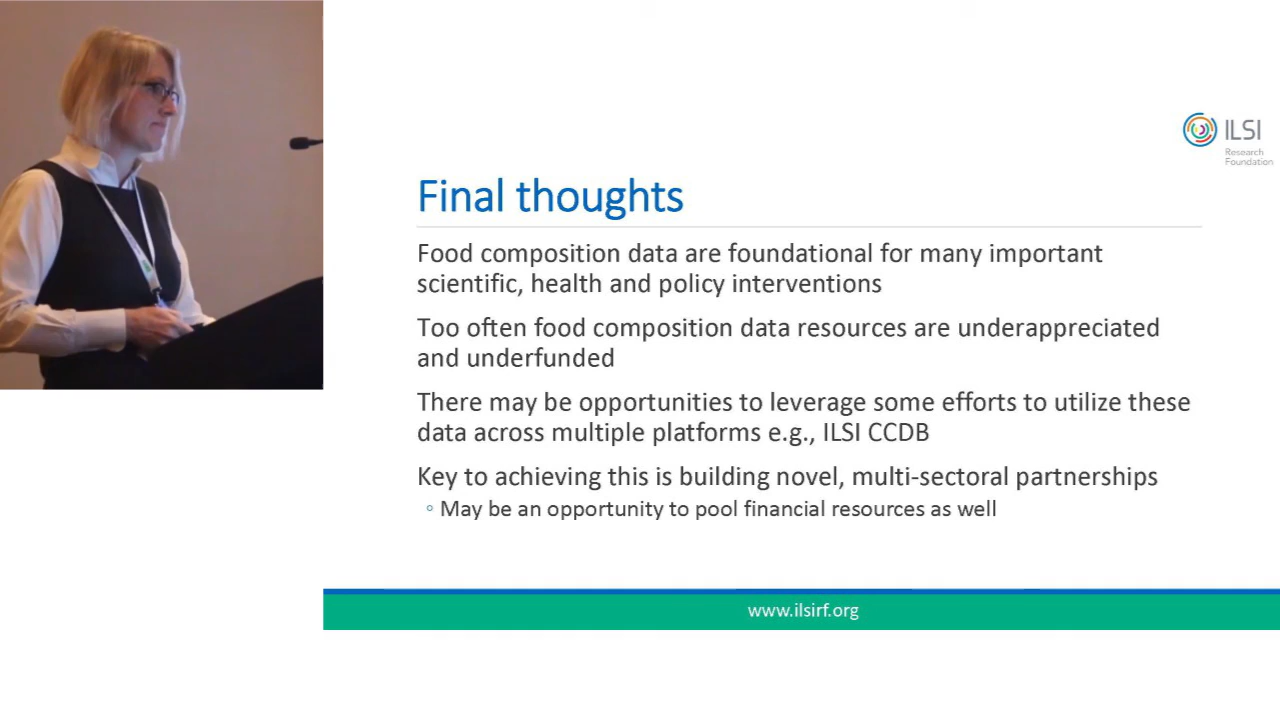 ILSI
Research
Foundation
Final thoughts
Food composition data are foundational for many important
scientific, health and policy interventions
Too often food composition data resources are underappreciated
and underfunded
There may be opportunities to leverage some efforts to utilize these
data across multiple platforms e.g., ILSI CCDB
Key to achieving this is building novel, multi-sectoral partnerships
◦ May be an opportunity to pool financial resources as well
www.ilsirf.org